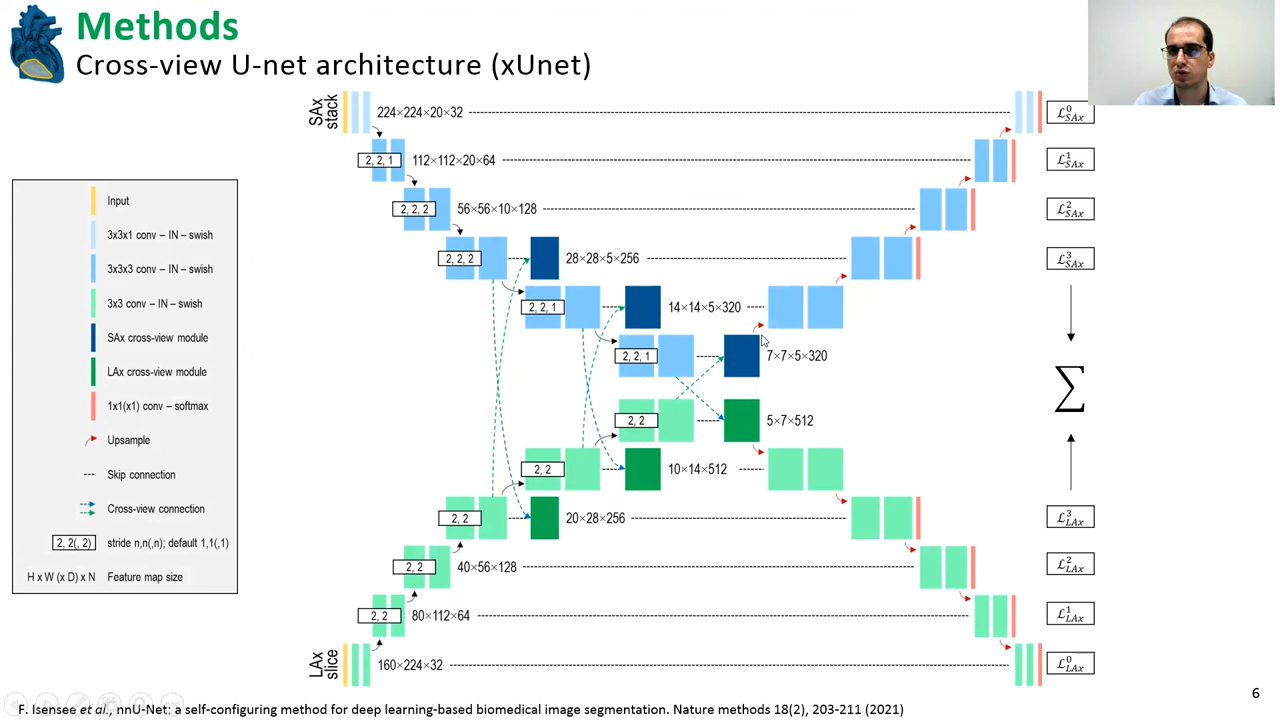 Methods
Cross-view U-net architecture (xUnet)
SAx
stack
224×224×20×32
2, 2, 1
112×112×20×64
2, 2, 2
56×56×10×128
2, 2, 2
28×28×5×256
2, 2, 1
14×14×5×320
2, 2, 1
7×7×5×320
2, 2
5×7×512
2, 2
10×14×512
2, 2
20×28×256
2, 2
40×56×128
2, 2
80×112×64
LAx
slice
160×224×32
ℒ⁰SAx
ℒ¹SAx
ℒ²SAx
ℒ³SAx
∑
ℒ³LAx
ℒ²LAx
ℒ¹LAx
ℒ⁰LAx
Input
3x3x1 conv – IN – swish
3x3x3 conv – IN – swish
3x3 conv – IN – swish
SAx cross-view module
LAx cross-view module
1x1(x1) conv – softmax
Upsample
Skip connection
Cross-view connection
2, 2(, 2) stride n,n(,n); default 1,1(,1)
H x W (x D) x N Feature map size
6
F. Isensee et al., nnU-Net: a self-configuring method for deep learning-based biomedical image segmentation. Nature methods 18(2), 203-211 (2021)